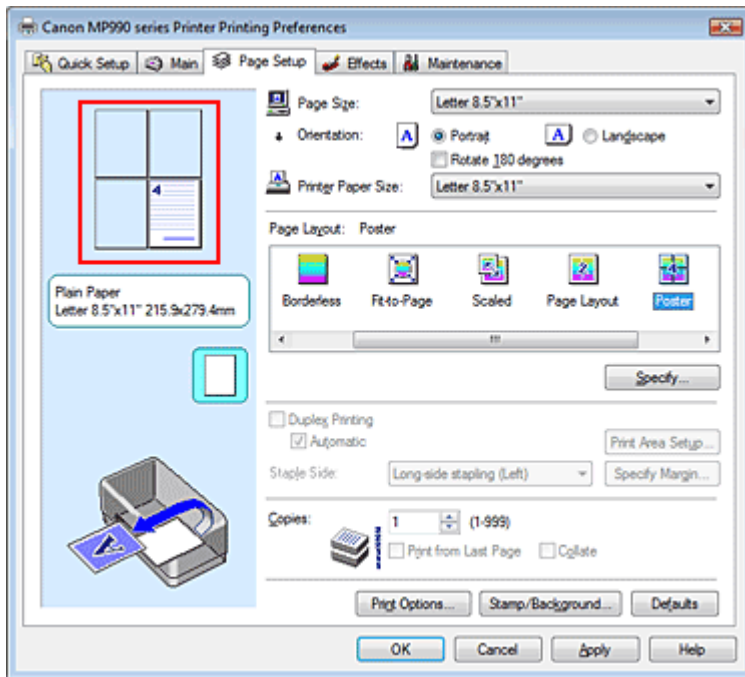 Canon MP990 series Printer Printing Preferences
Quick Setup Main Page Setup Effects Maintenance
4
Plain Paper
Letter 8.5"x11" 215.9x279.4mm
Page Size: Letter 8.5"x11"
Orientation: A Portrait A Landscape
Rotate 180 degrees
Printer Paper Size: Letter 8.5"x11"
Page Layout: Poster
Borderless Fit-to-Page Scaled Page Layout Poster
Specify...
Duplex Printing
Automatic Print Area Setup...
Staple Side: Long-side stapling (Left) Specify Margin...
Copies: 1 (1-999)
Print from Last Page Collate
Print Options... Stamp/Background... Defaults
OK Cancel Apply Help